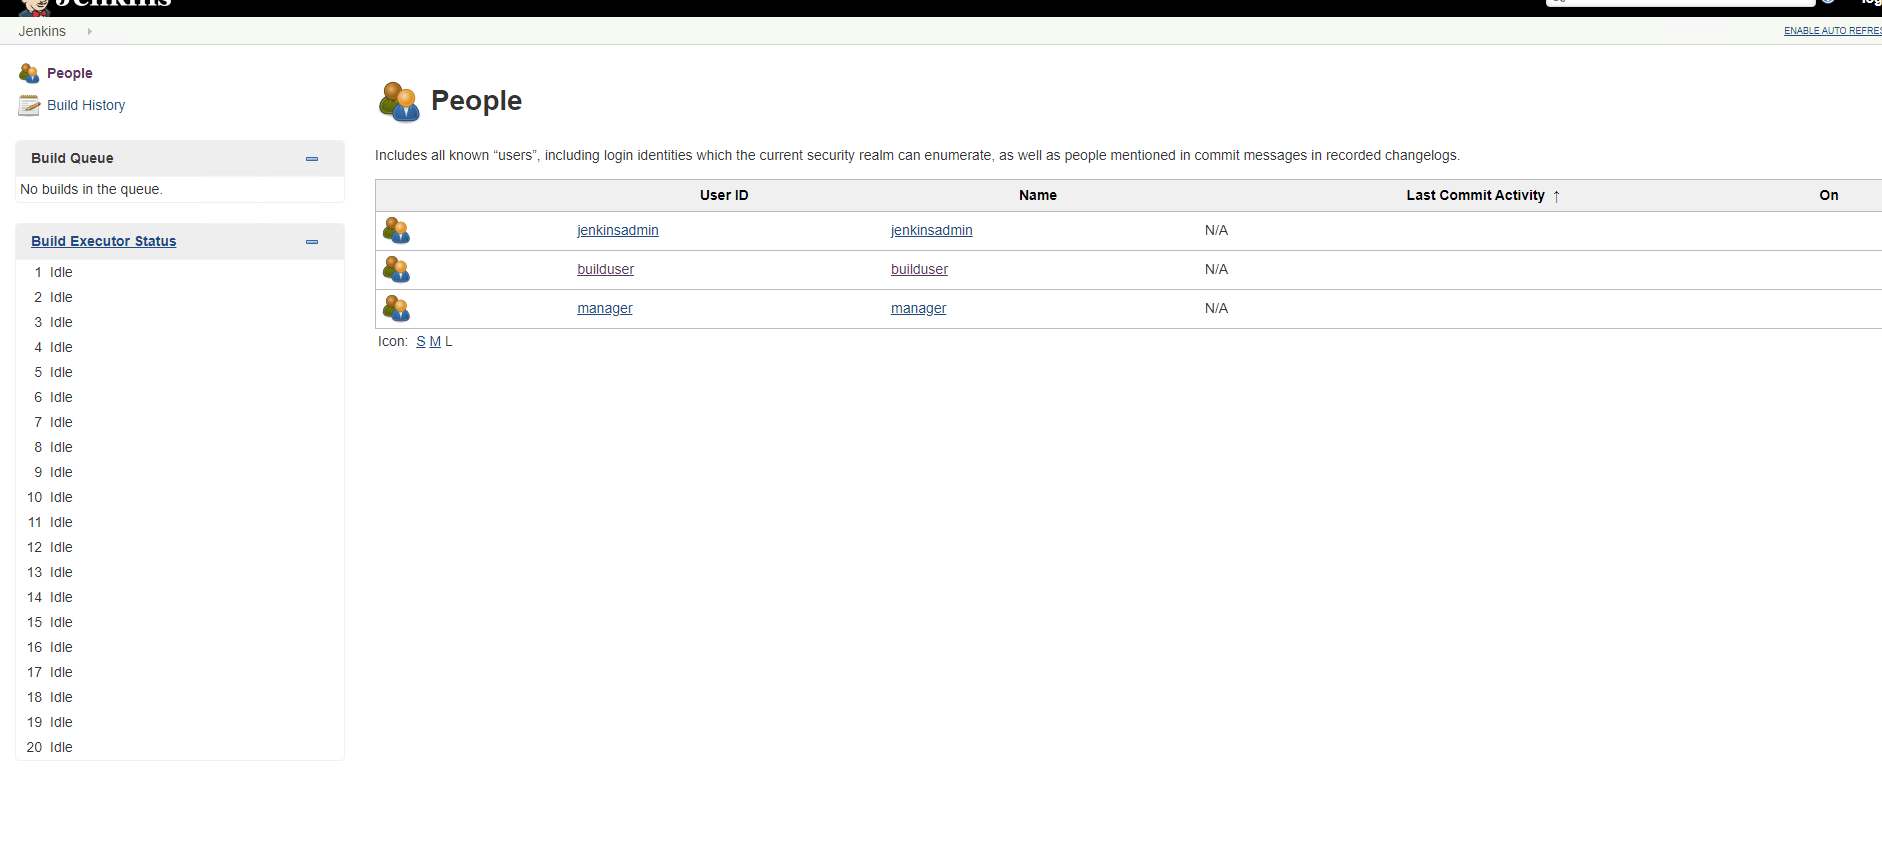 Jenkins
log
Jenkins
ENABLE AUTO REFRES
People
Build History
Build Queue
No builds in the queue.
Build Executor Status
1 Idle
2 Idle
3 Idle
4 Idle
5 Idle
6 Idle
7 Idle
8 Idle
9 Idle
10 Idle
11 Idle
12 Idle
13 Idle
14 Idle
15 Idle
16 Idle
17 Idle
18 Idle
19 Idle
20 Idle
People
Includes all known “users”, including login identities which the current security realm can enumerate, as well as people mentioned in commit messages in recorded changelogs.
User ID Name Last Commit Activity ↑ On
jenkinsadmin jenkinsadmin N/A
builduser builduser N/A
manager manager N/A
Icon: S M L